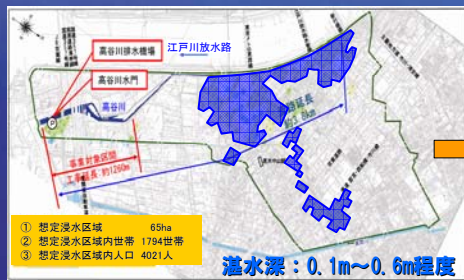 江戸川放水路
高谷川排水機場
高谷川水門
高谷川
事業対象区間
工事延長：約1260m
① 想定浸水区域 65ha
② 想定浸水区域内世帯 1794世帯
③ 想定浸水区域内人口 4021人
湛水深：0.1m～0.6m程度